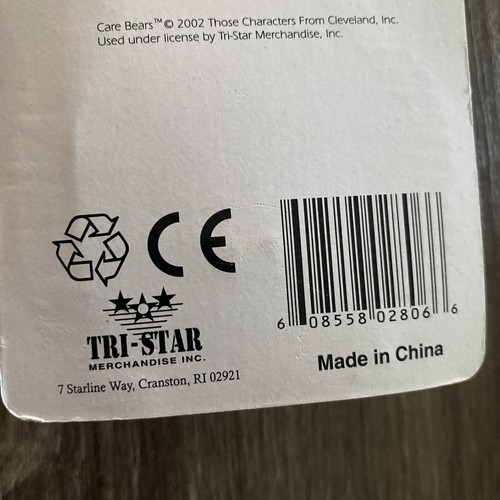 Care Bears™© 2002 Those Characters From Cleveland, Inc.
Used under license by Tri-Star Merchandise, Inc.
CE
TRI-STAR
MERCHANDISE INC.
7 Starline Way, Cranston, RI 02921
6 08558 02806 6
Made in China